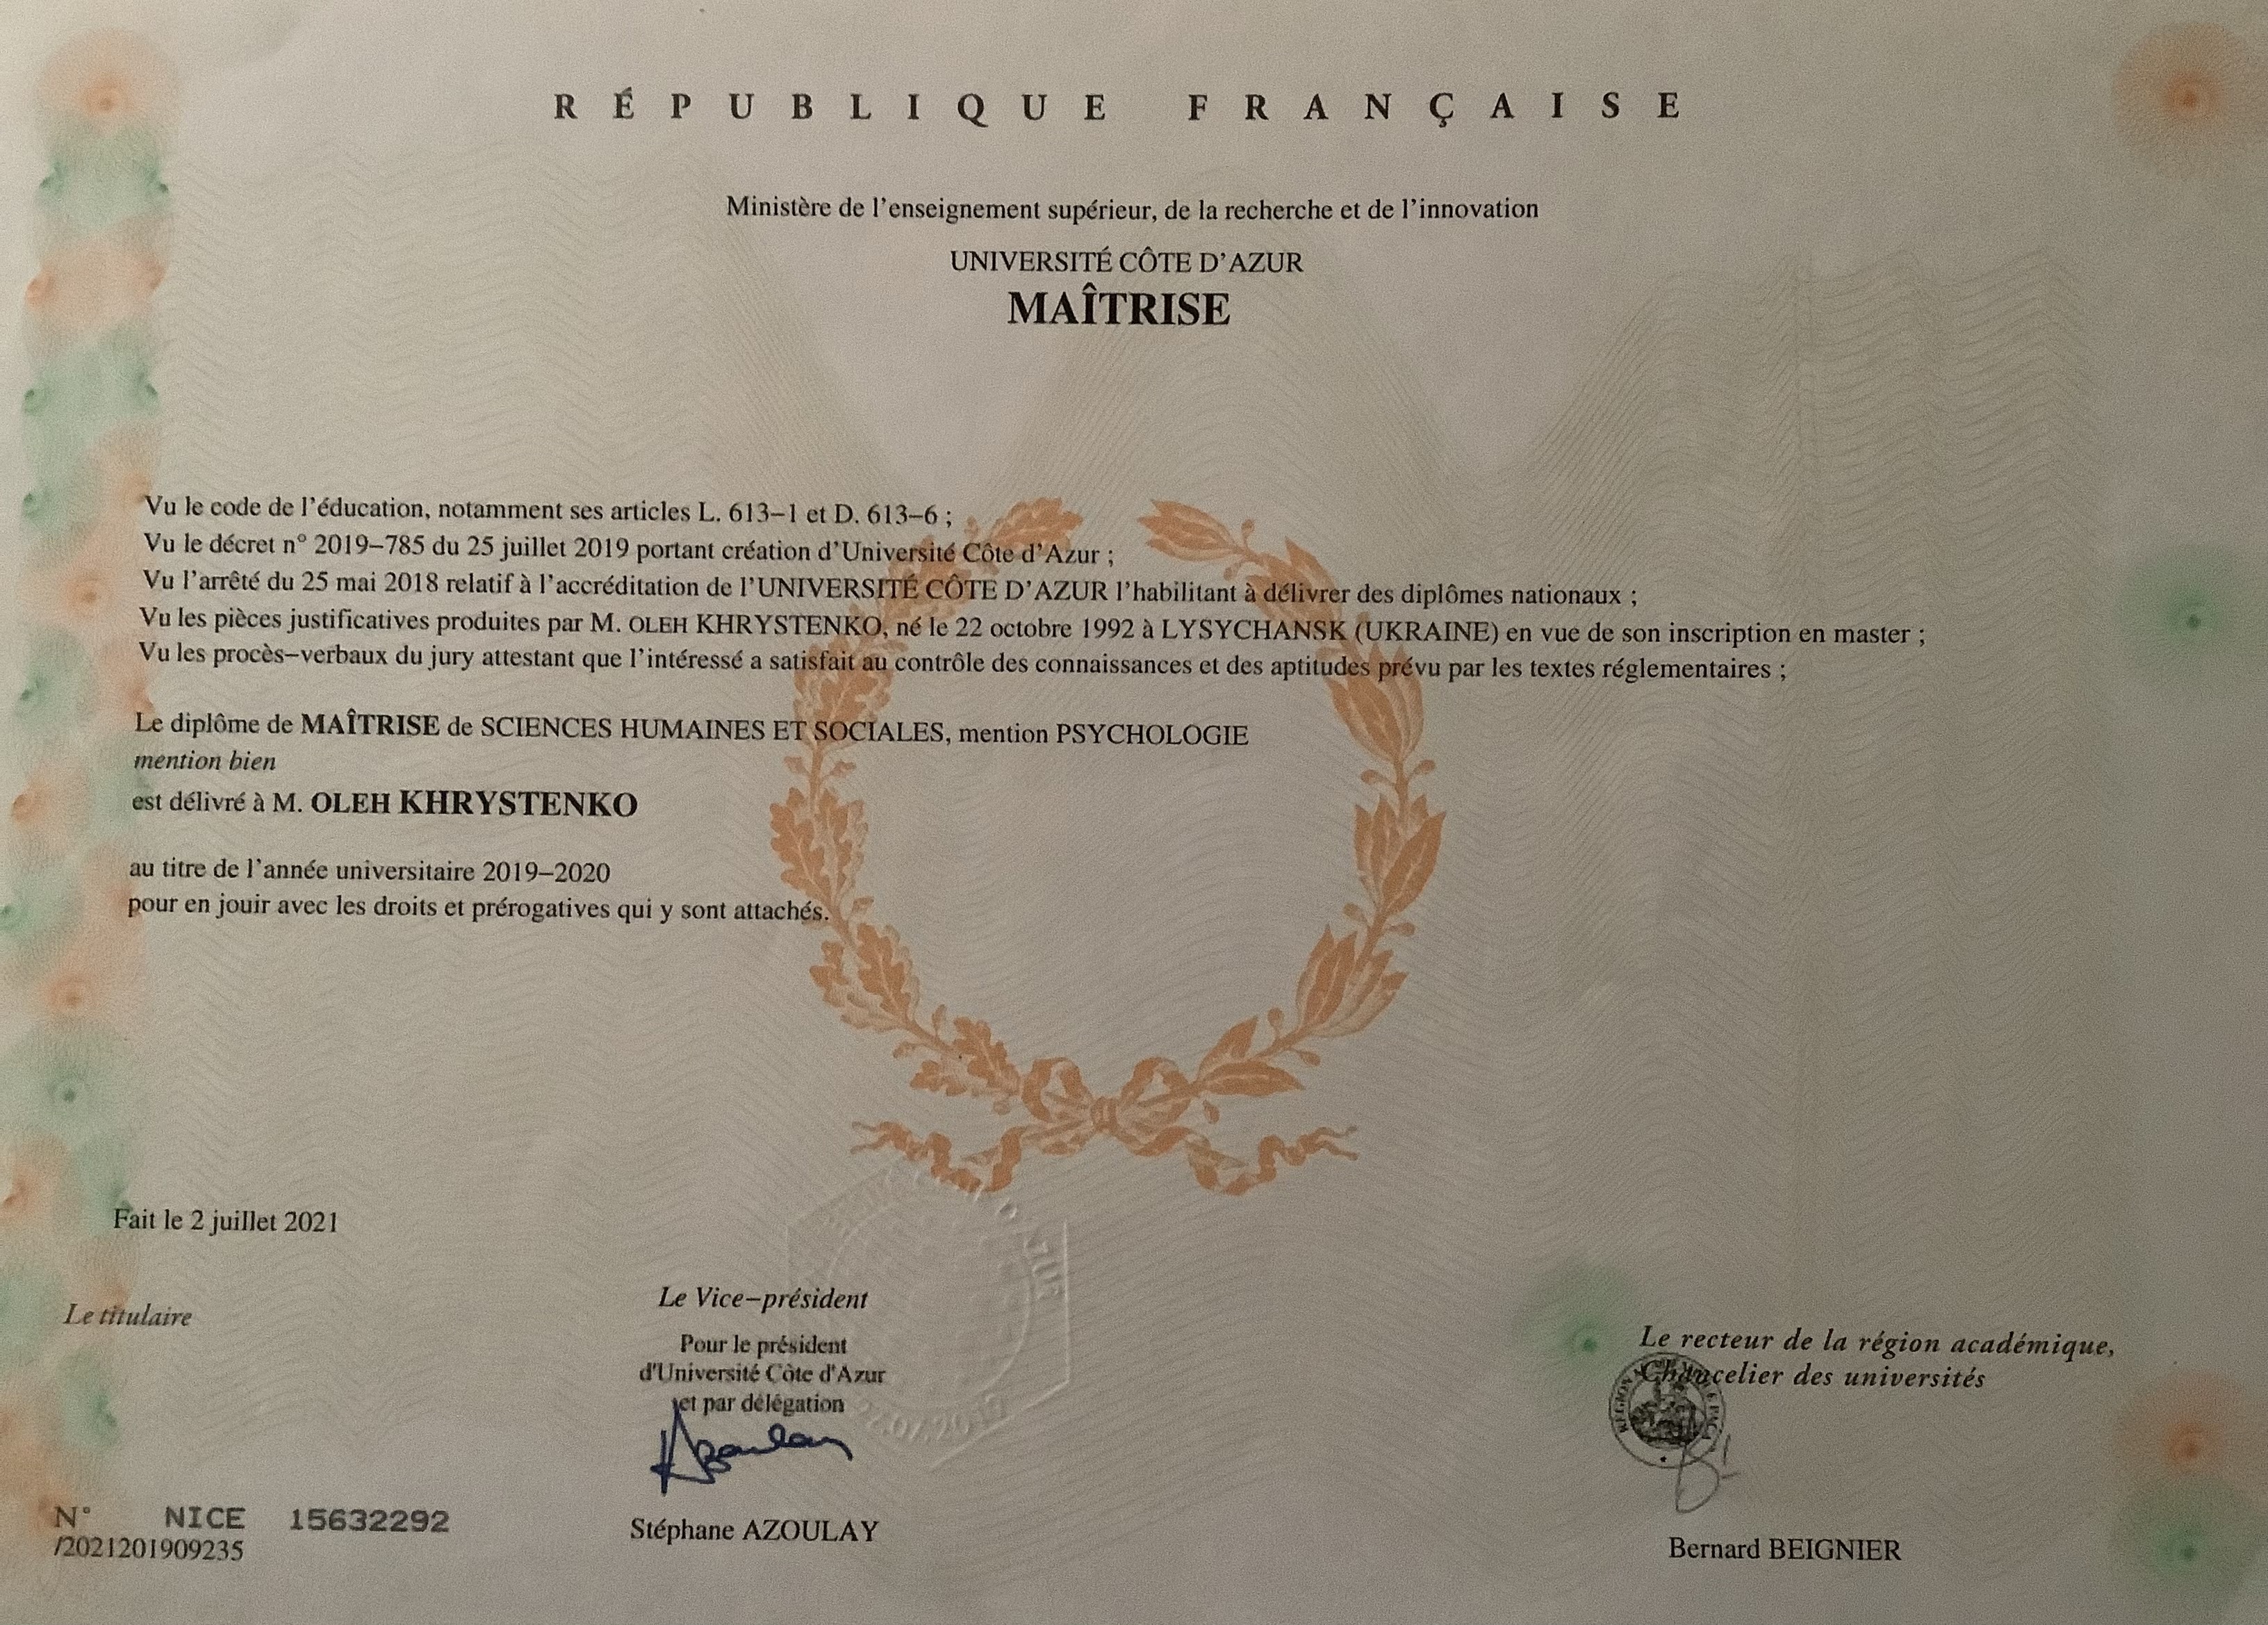 RÉPUBLIQUE FRANÇAISE
Ministère de l'enseignement supérieur, de la recherche et de l'innovation
UNIVERSITÉ CÔTE D'AZUR
MAÎTRISE
Vu le code de l'éducation, notamment ses articles L. 613–1 et D. 613–6 ;
Vu le décret n° 2019–785 du 25 juillet 2019 portant création d'Université Côte d'Azur ;
Vu l'arrêté du 25 mai 2018 relatif à l'accréditation de l'UNIVERSITÉ CÔTE D'AZUR l'habilitant à délivrer des diplômes nationaux ;
Vu les pièces justificatives produites par M. OLEH KHRYSTENKO, né le 22 octobre 1992 à LYSYCHANSK (UKRAINE) en vue de son inscription en master ;
Vu les procès–verbaux du jury attestant que l'intéressé a satisfait au contrôle des connaissances et des aptitudes prévu par les textes réglementaires ;
Le diplôme de MAÎTRISE de SCIENCES HUMAINES ET SOCIALES, mention PSYCHOLOGIE
mention bien
est délivré à M. OLEH KHRYSTENKO
au titre de l'année universitaire 2019–2020
pour en jouir avec les droits et prérogatives qui y sont attachés.
Fait le 2 juillet 2021
Le titulaire
Le Vice–président
Pour le président
d'Université Côte d'Azur
et par délégation
Azoulay
Stéphane AZOULAY
Le recteur de la région académique,
Chancelier des universités
Bernard BEIGNIER
N° NICE 15632292
/2021201909235